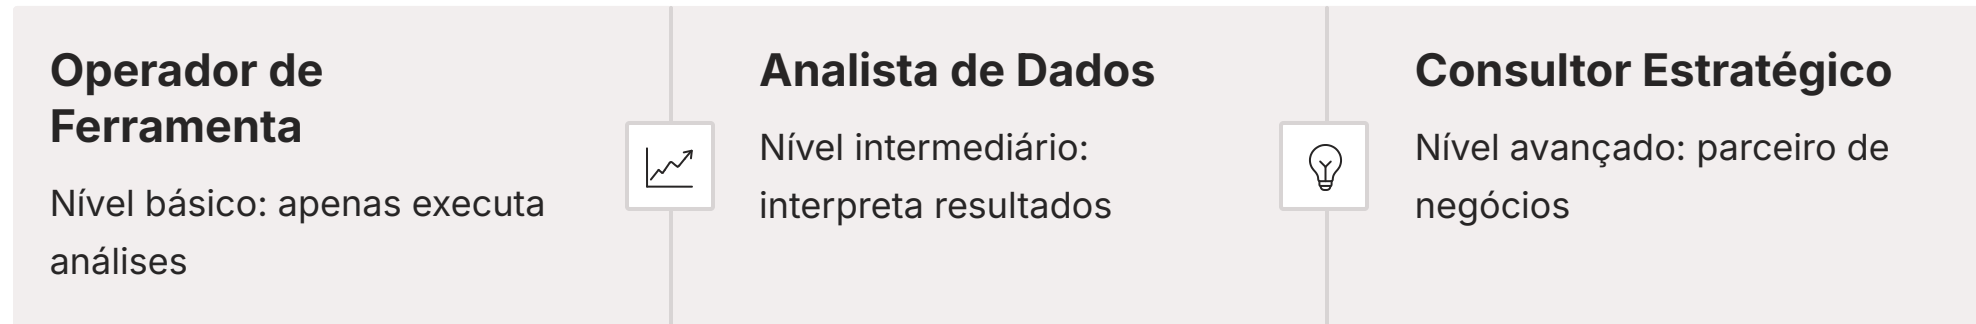 Operador de
Ferramenta
Nível básico: apenas executa
análises
Analista de Dados
Nível intermediário:
interpreta resultados
Consultor Estratégico
Nível avançado: parceiro de
negócios